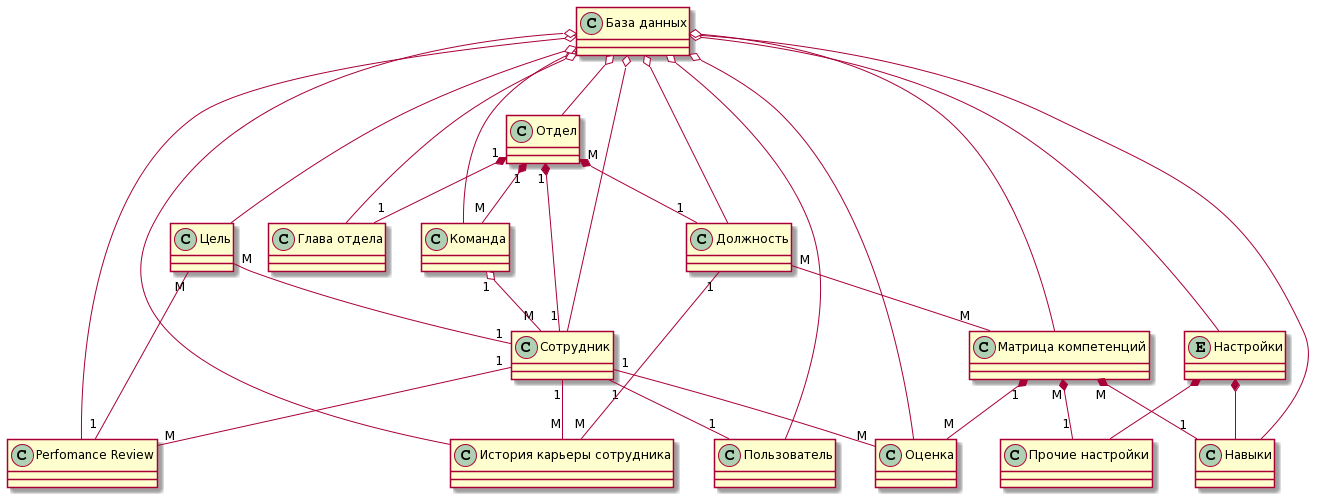 C База данных
C Отдел
1
M
1
1
1
M
1
C Цель
C Глава отдела
C Команда
C Должность
M
M
1
1
M
M
1
1
M
C Сотрудник
C Матрица компетенций
E Настройки
1
1
1
1
1
M
M
1
M
M
1
M
M
1
M
1
1
C Perfomance Review
C История карьеры сотрудника
C Пользователь
C Оценка
C Прочие настройки
C Навыки